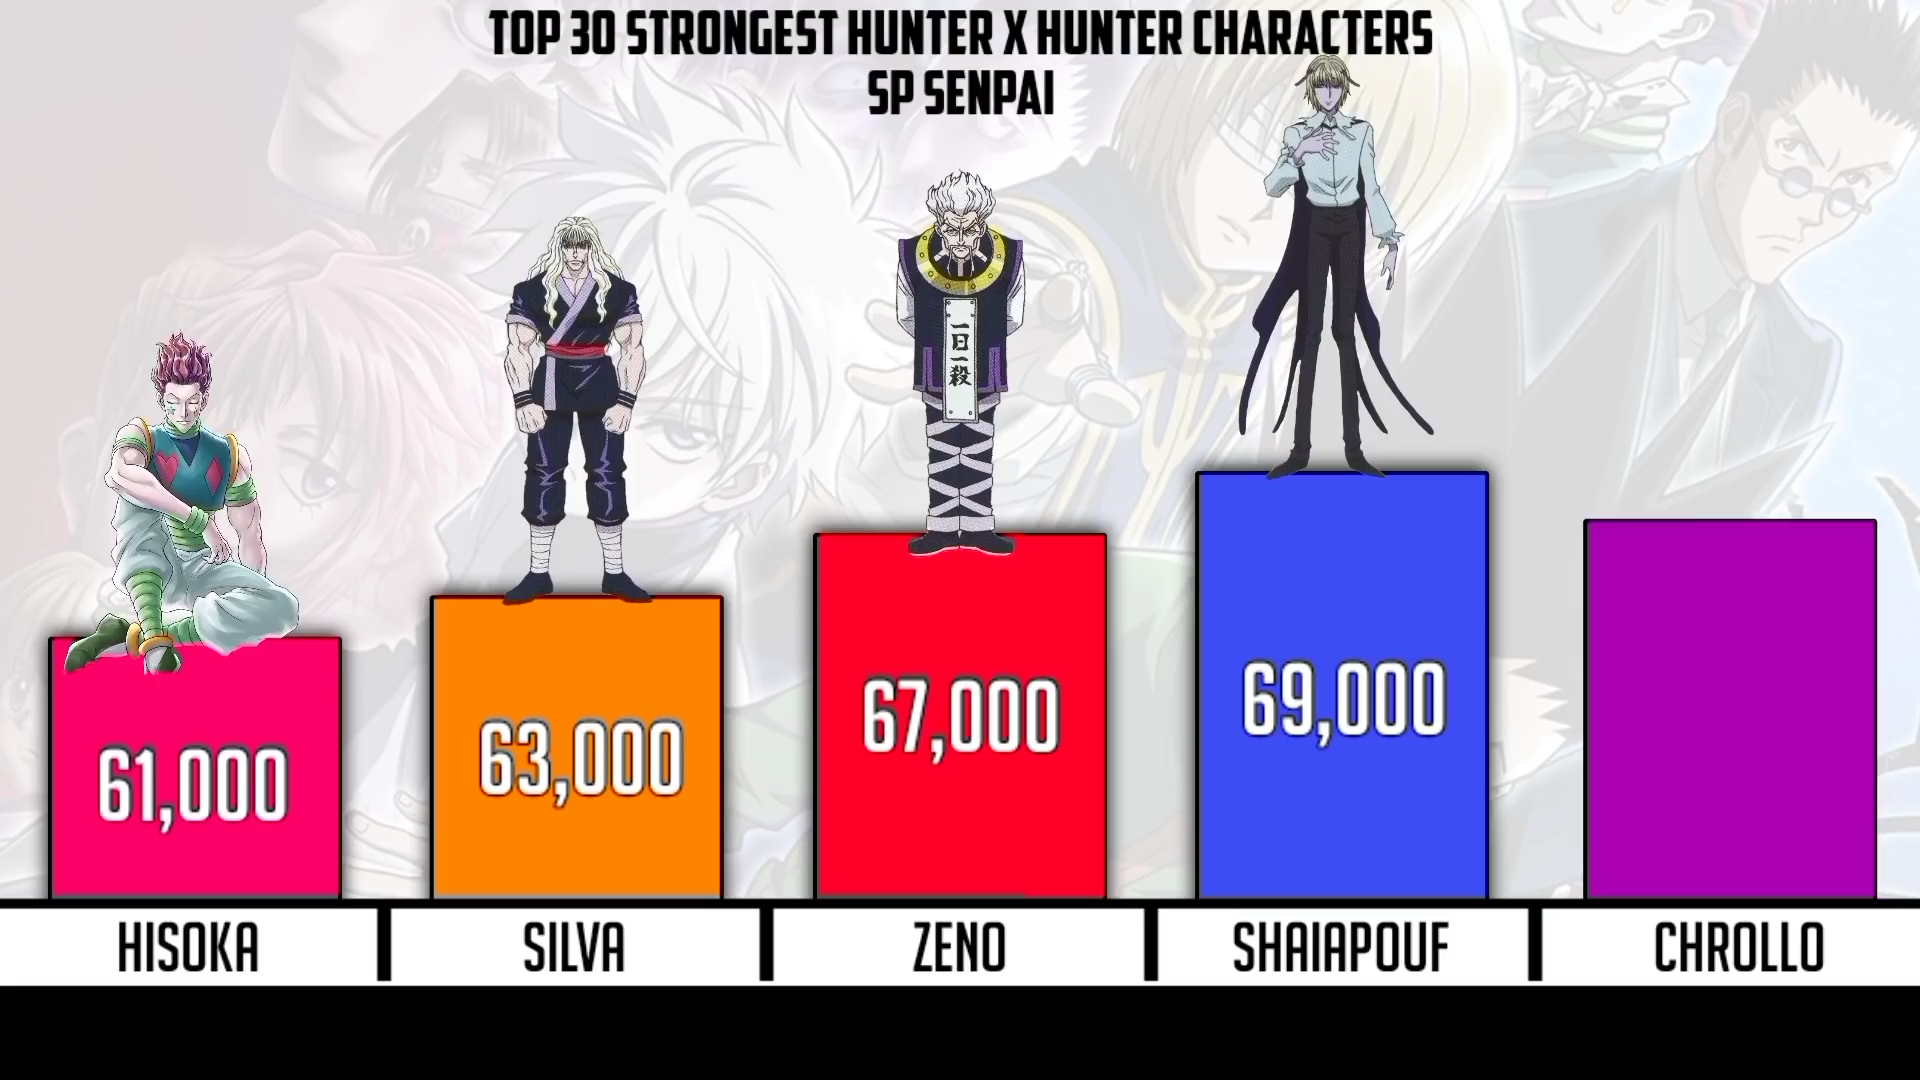 TOP 30 STRONGEST HUNTER X HUNTER CHARACTERS
SP SENPAI
一日一殺
61,000
63,000
67,000
69,000
HISOKA
SILVA
ZENO
SHAIAPOUF
CHROLLO